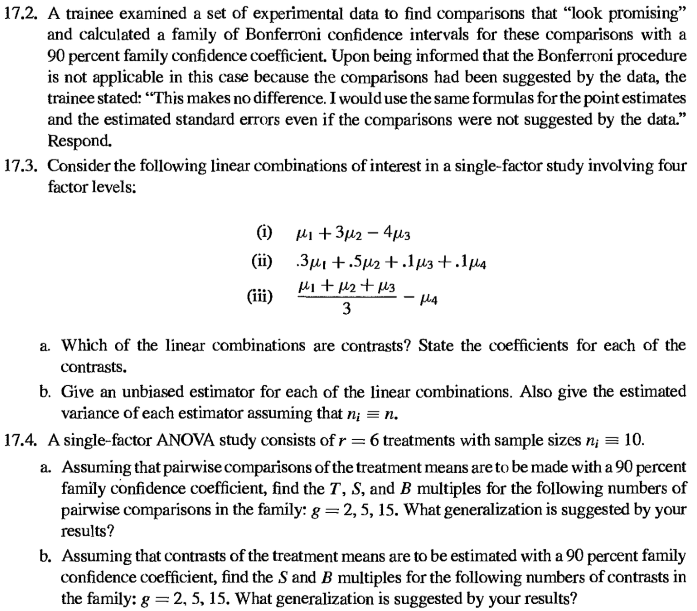 17.2. A trainee examined a set of experimental data to find comparisons that “look promising”
and calculated a family of Bonferroni confidence intervals for these comparisons with a
90 percent family confidence coefficient. Upon being informed that the Bonferroni procedure
is not applicable in this case because the comparisons had been suggested by the data, the
trainee stated: “This makes no difference. I would use the same formulas for the point estimates
and the estimated standard errors even if the comparisons were not suggested by the data.”
Respond.
17.3. Consider the following linear combinations of interest in a single-factor study involving four
factor levels:
(i) μ₁ + 3μ₂ − 4μ₃
(ii) .3μ₁ + .5μ₂ + .1μ₃ + .1μ₄
(iii) (μ₁ + μ₂ + μ₃)/3 − μ₄
a. Which of the linear combinations are contrasts? State the coefficients for each of the
contrasts.
b. Give an unbiased estimator for each of the linear combinations. Also give the estimated
variance of each estimator assuming that nᵢ ≡ n.
17.4. A single-factor ANOVA study consists of r = 6 treatments with sample sizes nᵢ ≡ 10.
a. Assuming that pairwise comparisons of the treatment means are to be made with a 90 percent
family confidence coefficient, find the T, S, and B multiples for the following numbers of
pairwise comparisons in the family: g = 2, 5, 15. What generalization is suggested by your
results?
b. Assuming that contrasts of the treatment means are to be estimated with a 90 percent family
confidence coefficient, find the S and B multiples for the following numbers of contrasts in
the family: g = 2, 5, 15. What generalization is suggested by your results?